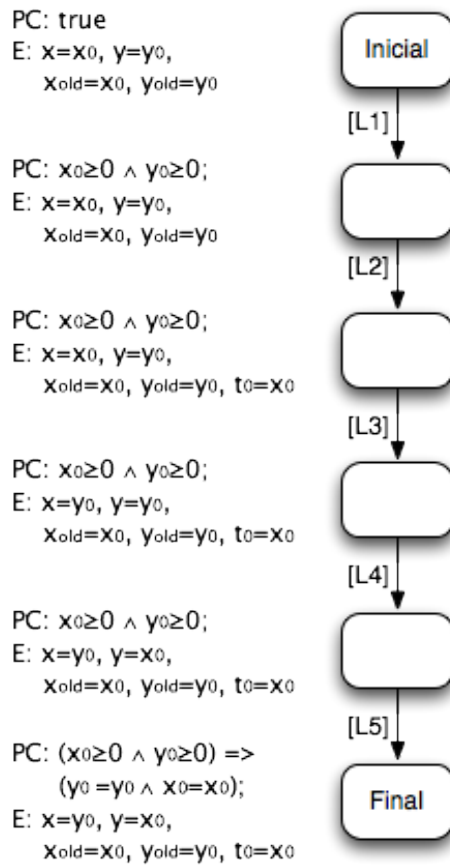 PC: true
E: x=x0, y=y0,
xold=x0, yold=y0
Inicial
[L1]
PC: x0≥0 ∧ y0≥0;
E: x=x0, y=y0,
xold=x0, yold=y0
[L2]
PC: x0≥0 ∧ y0≥0;
E: x=x0, y=y0,
xold=x0, yold=y0, t0=x0
[L3]
PC: x0≥0 ∧ y0≥0;
E: x=y0, y=y0,
xold=x0, yold=y0, t0=x0
[L4]
PC: x0≥0 ∧ y0≥0;
E: x=y0, y=x0,
xold=x0, yold=y0, t0=x0
[L5]
PC: (x0≥0 ∧ y0≥0) =>
(y0 =y0 ∧ x0=x0);
E: x=y0, y=x0,
xold=x0, yold=y0, t0=x0
Final